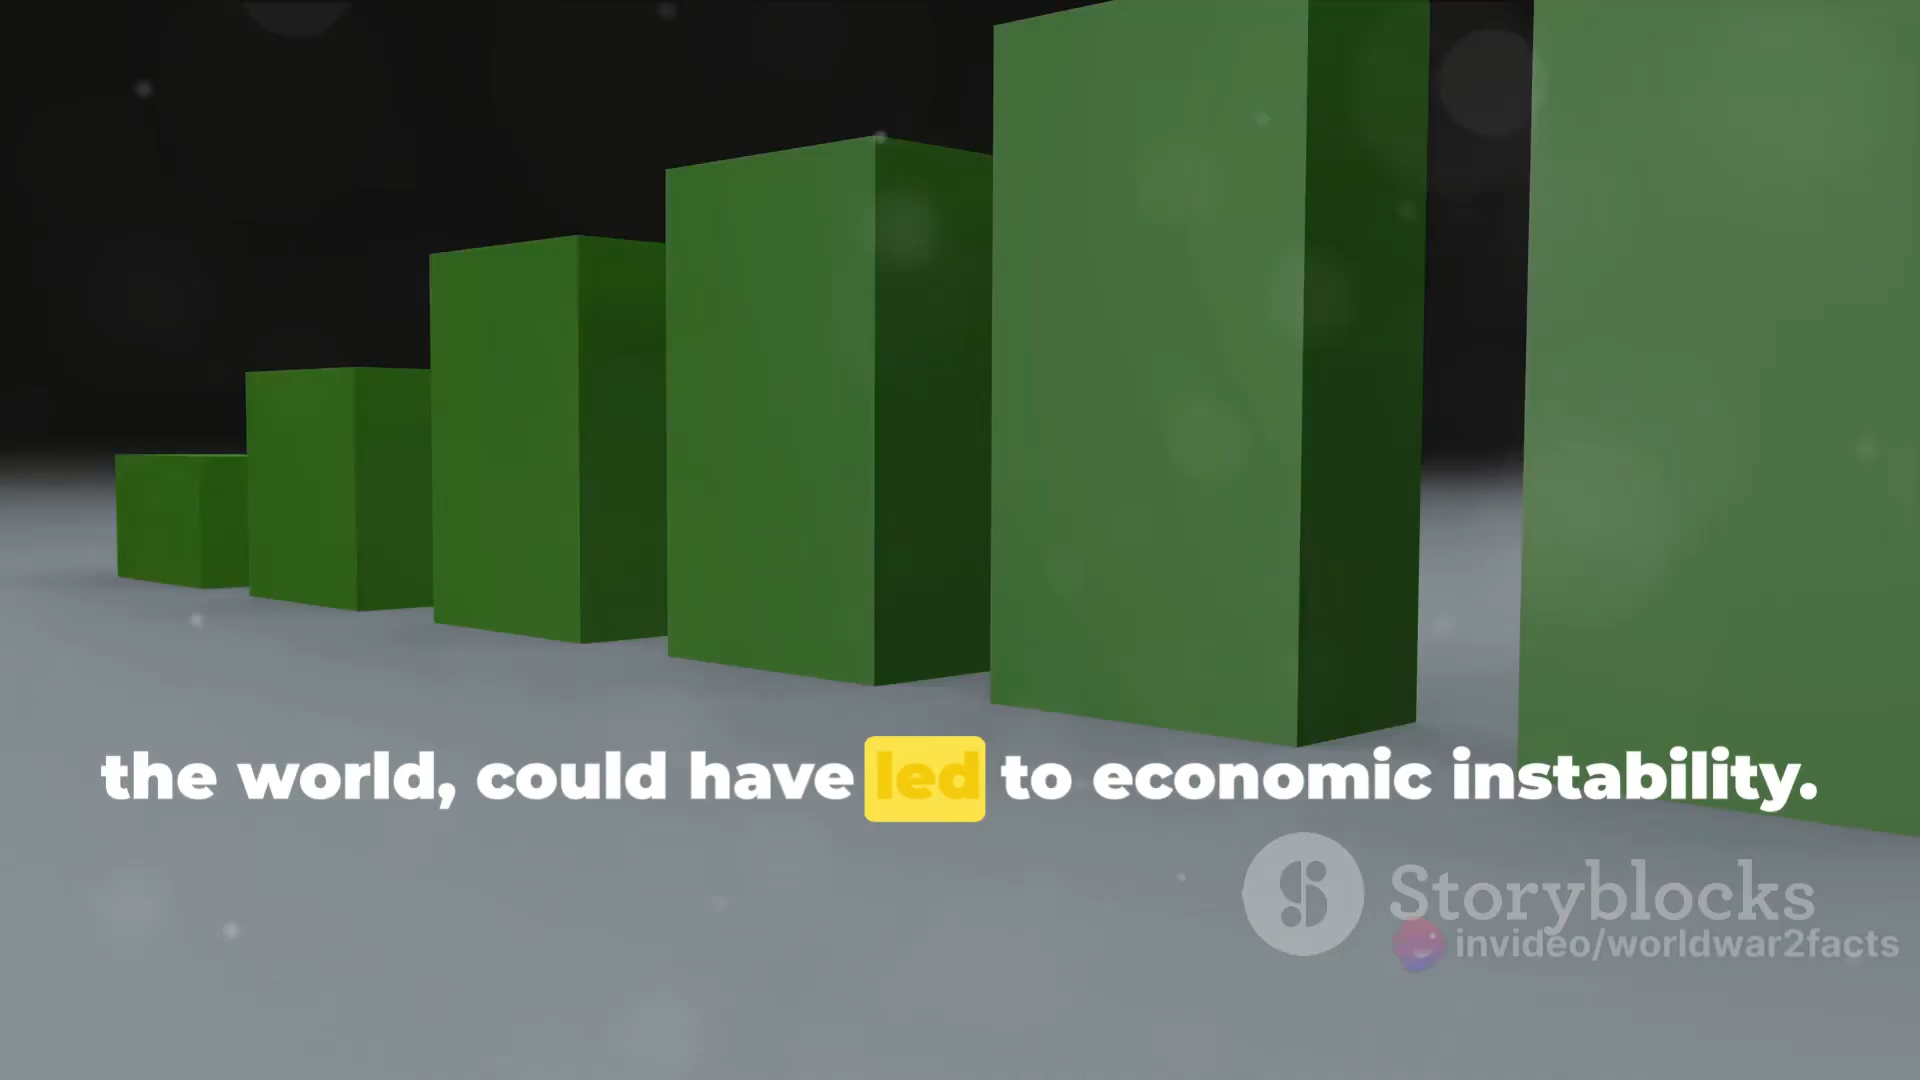 the world, could have led to economic instability.
Storyblocks
invideo/worldwar2facts